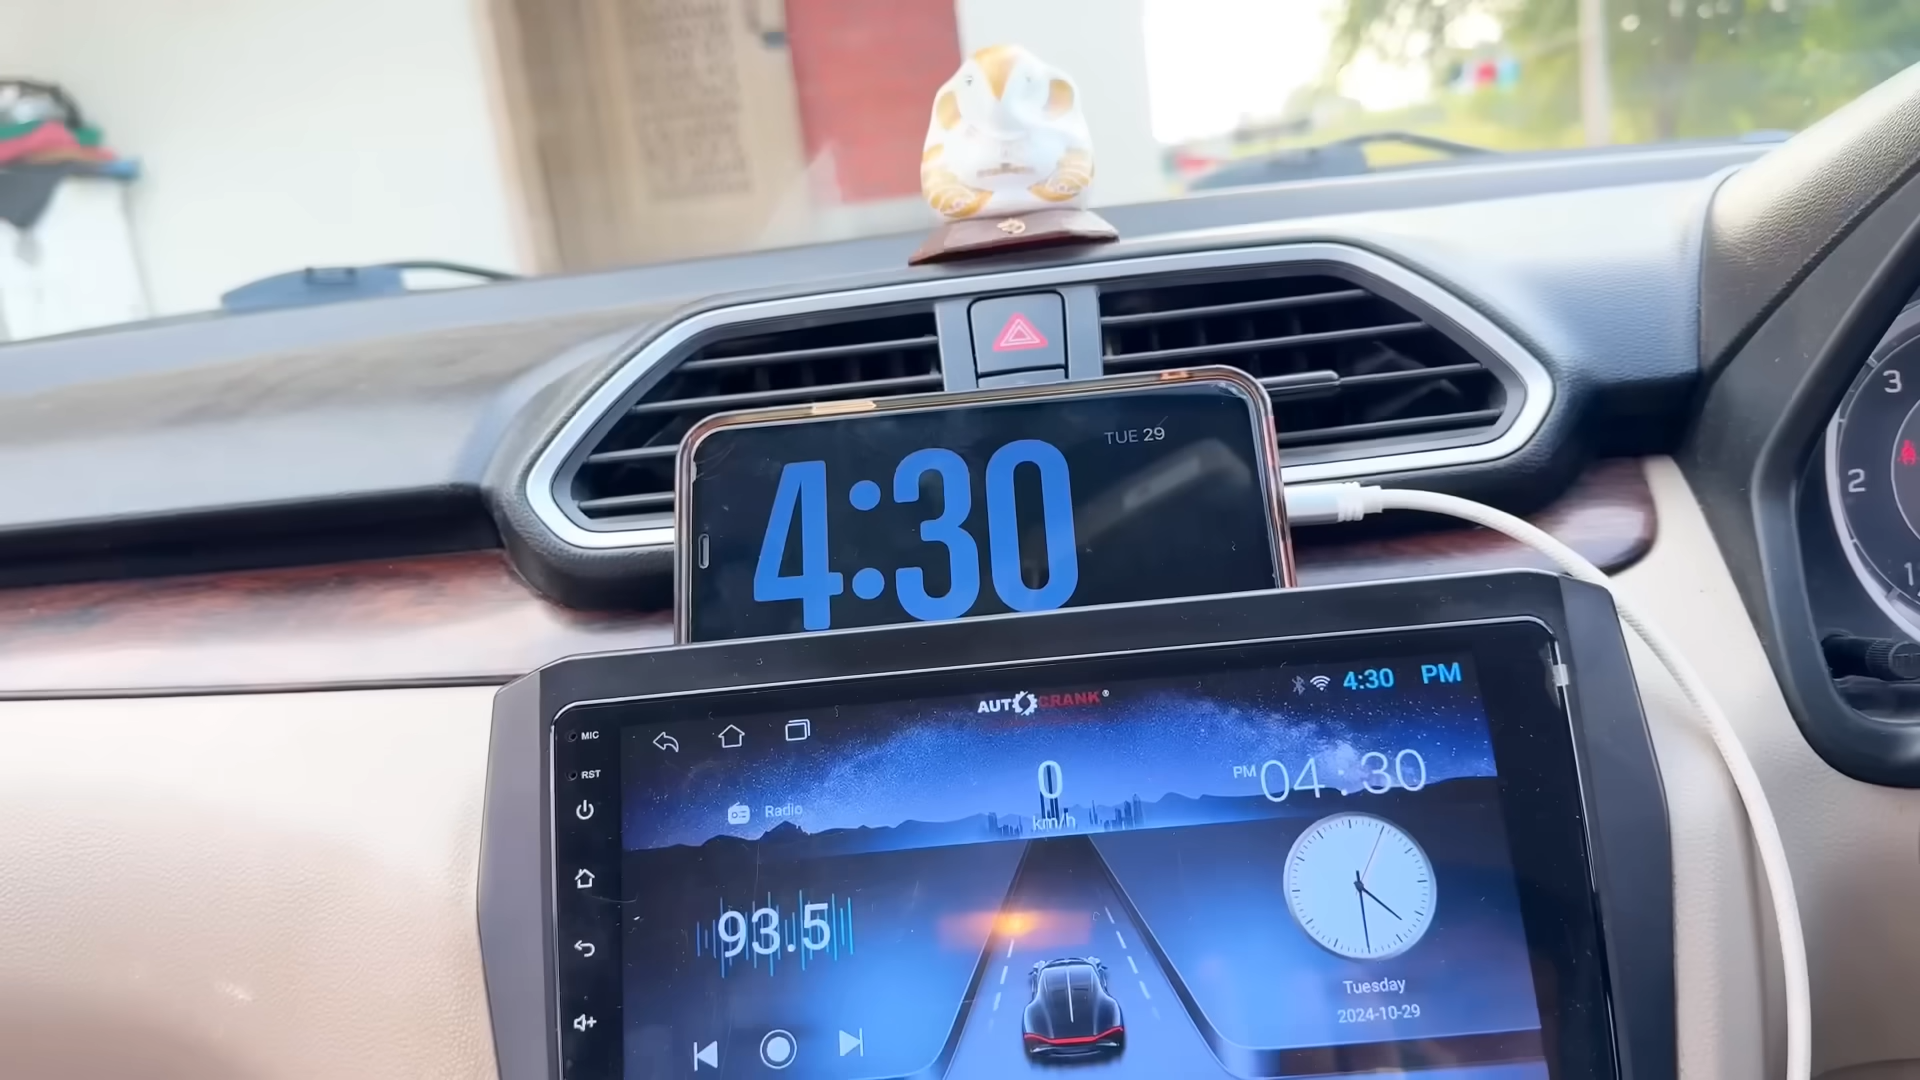 TUE 29
4:30
3
2
1
AUTOCRANK®
4:30 PM
MIC
RST
Radio
0
km/h
PM 04:30
93.5
Tuesday
2024-10-29